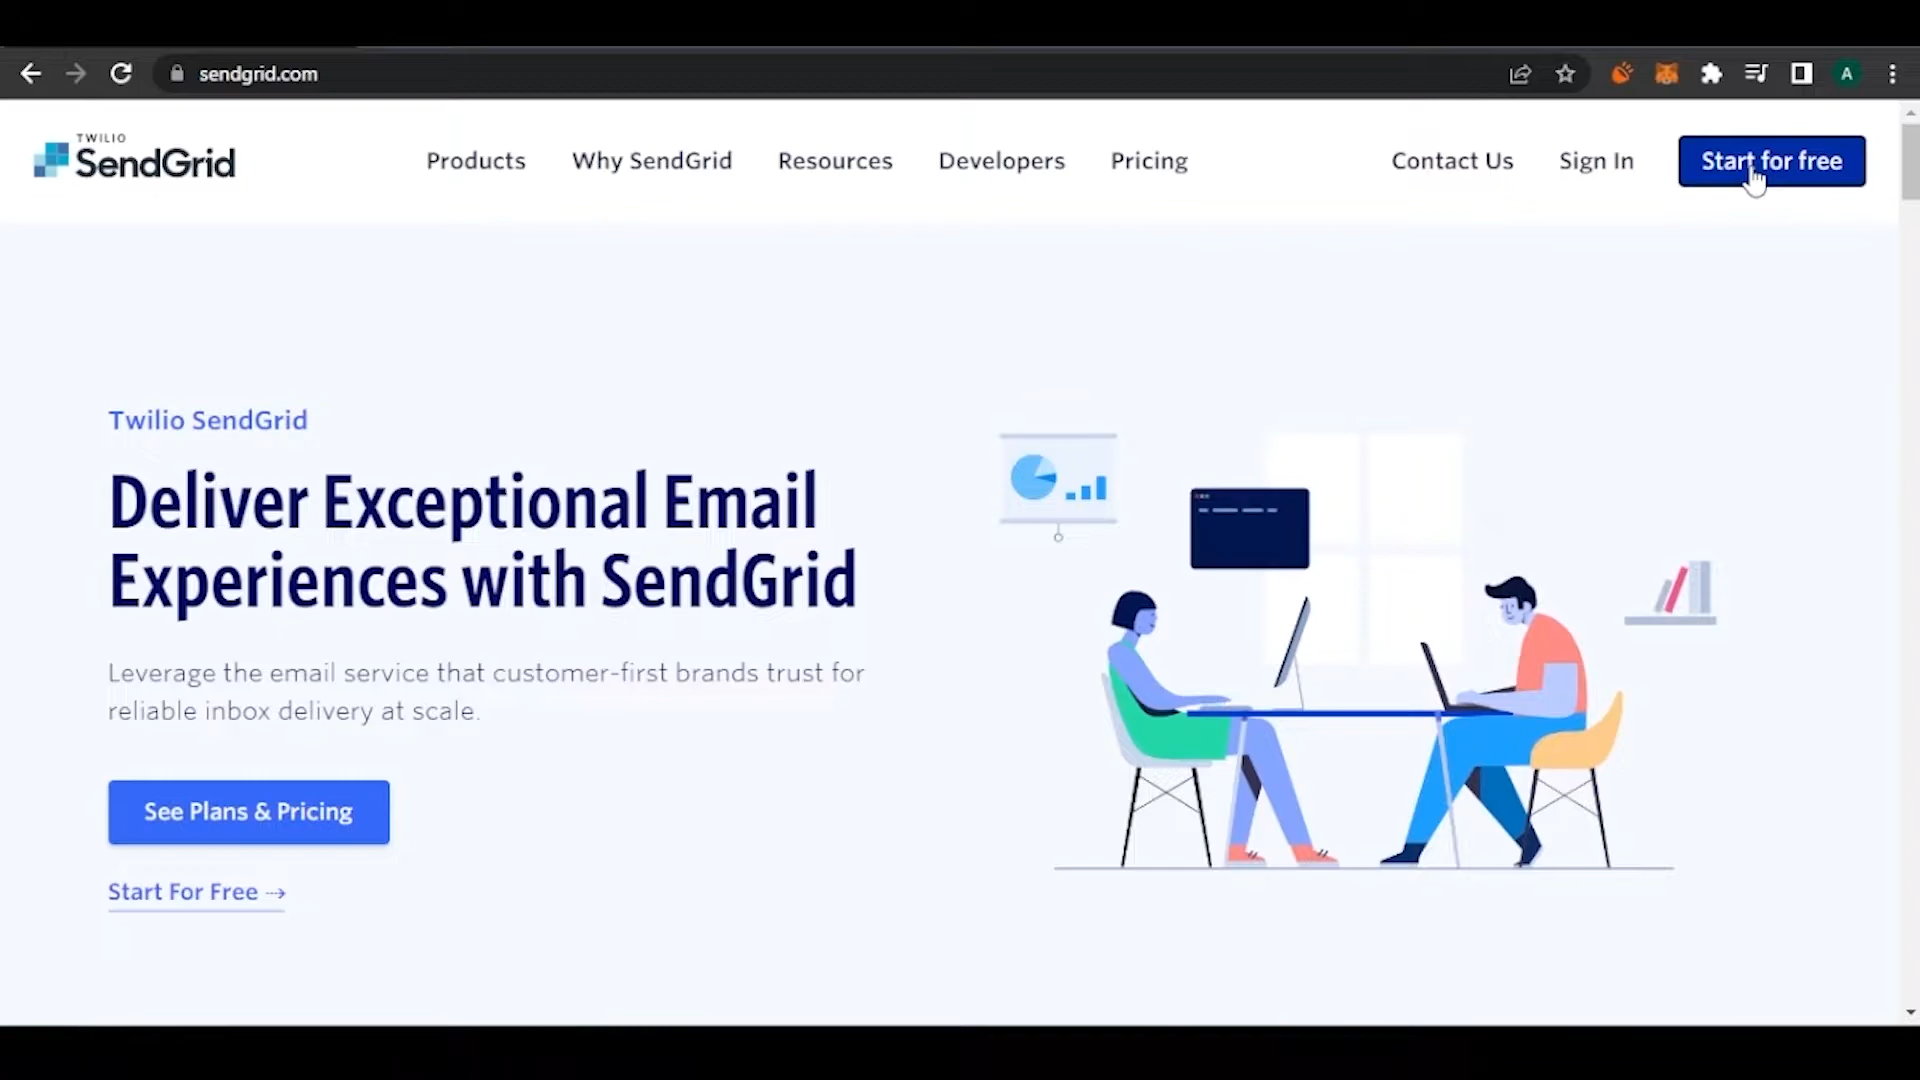 sendgrid.com
A
TWILIO
SendGrid
Products
Why SendGrid
Resources
Developers
Pricing
Contact Us
Sign In
Start for free
Twilio SendGrid
Deliver Exceptional Email
Experiences with SendGrid
Leverage the email service that customer-first brands trust for
reliable inbox delivery at scale.
See Plans & Pricing
Start For Free →